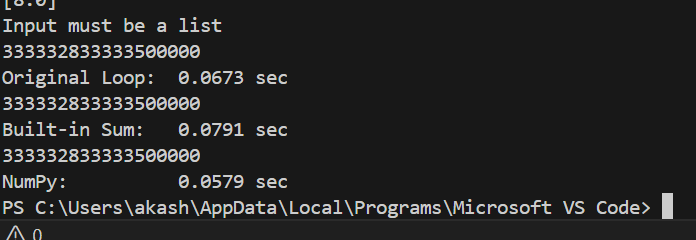 [8.0]
Input must be a list
333332833333500000
Original Loop:  0.0673 sec
333332833333500000
Built-in Sum:   0.0791 sec
333332833333500000
NumPy:          0.0579 sec
PS C:\Users\akash\AppData\Local\Programs\Microsoft VS Code>
0